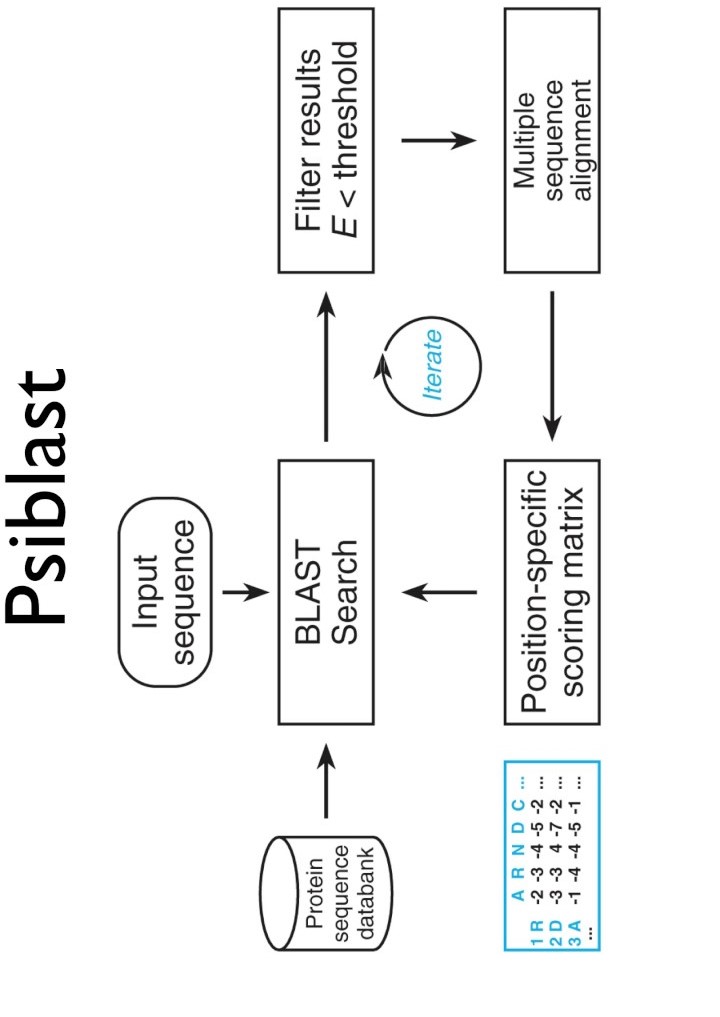 Psiblast
Input
sequence
Protein
sequence
databank
BLAST
Search
Filter results
E < threshold
Iterate
A R N D C ...
1 R -2 -3 -4 -5 -2 ...
2 D -3 -3 4 -7 -2 ...
3 A -1 -4 -4 -5 -1 ...
...
Position-specific
scoring matrix
Multiple
sequence
alignment